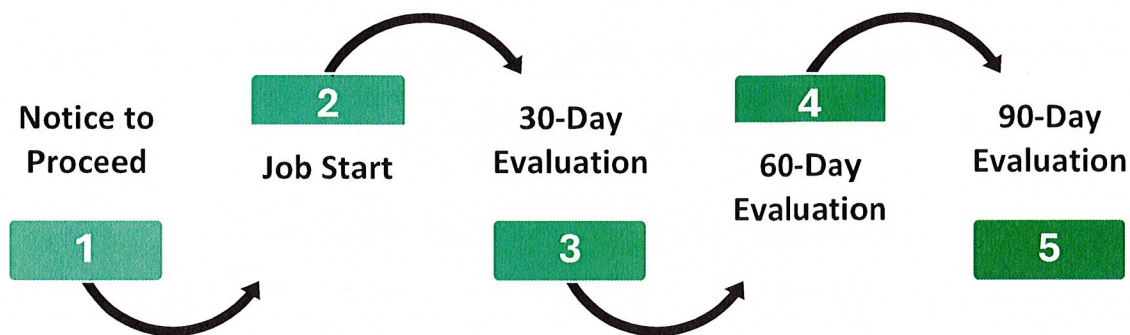 Notice to
Proceed
1
2
Job Start
30-Day
Evaluation
3
4
60-Day
Evaluation
90-Day
Evaluation
5